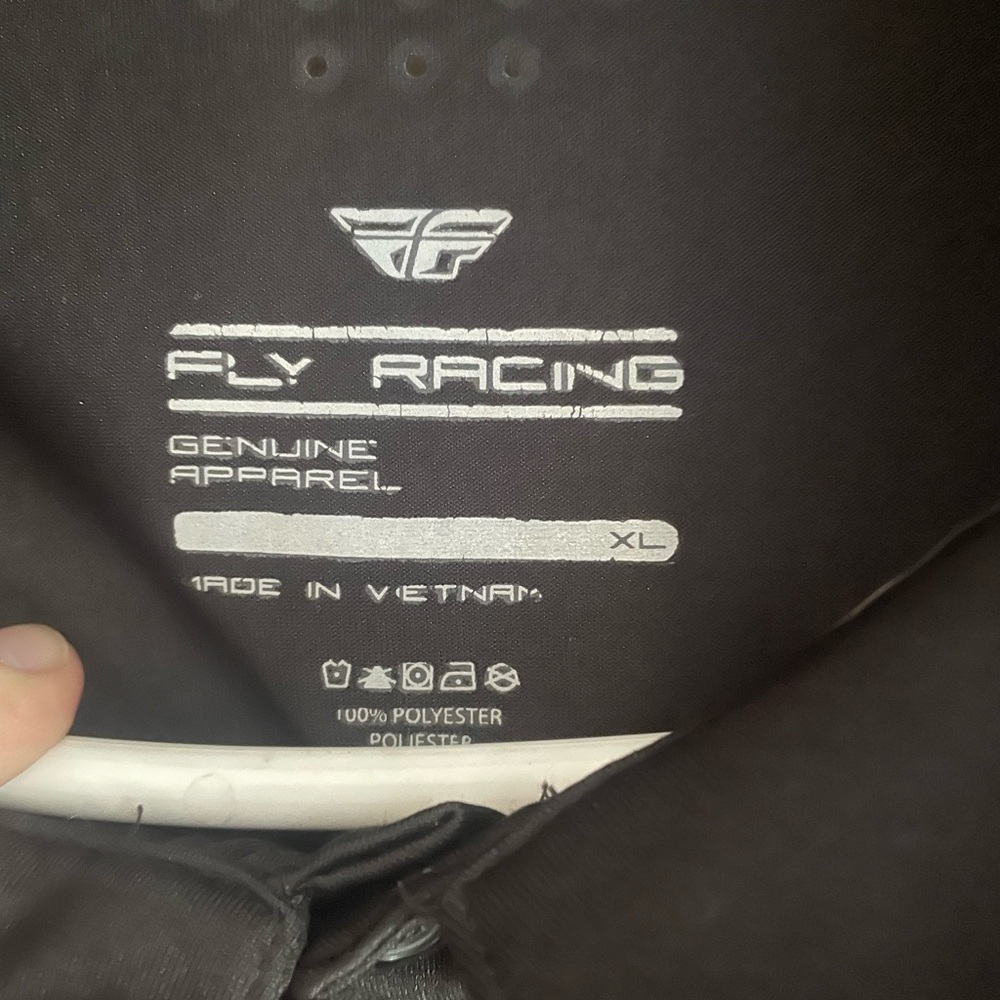 FLY RACING
GENUINE
APPAREL
XL
MADE IN VIETNAM
100% POLYESTER
POLIESTER